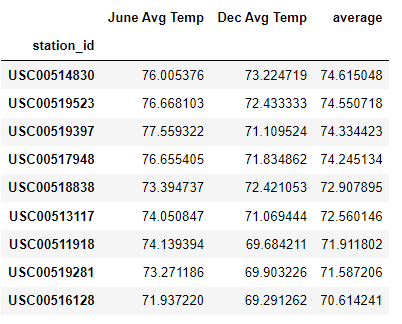 June Avg Temp Dec Avg Temp average
station_id
USC00514830 76.005376 73.224719 74.615048
USC00519523 76.668103 72.433333 74.550718
USC00519397 77.559322 71.109524 74.334423
USC00517948 76.655405 71.834862 74.245134
USC00518838 73.394737 72.421053 72.907895
USC00513117 74.050847 71.069444 72.560146
USC00511918 74.139394 69.684211 71.911802
USC00519281 73.271186 69.903226 71.587206
USC00516128 71.937220 69.291262 70.614241